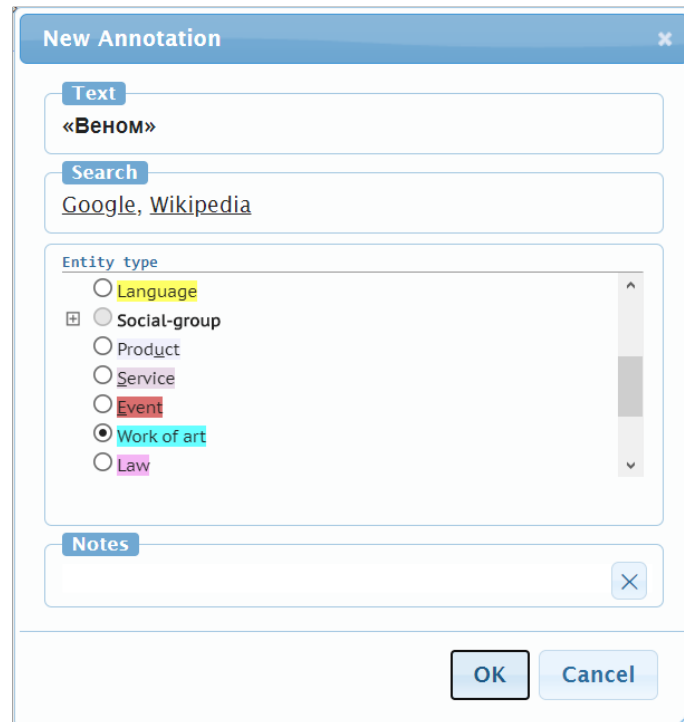 New Annotation
Text
«Веном»
Search
Google, Wikipedia
Entity type
Language
Social-group
Product
Service
Event
Work of art
Law
Notes
OK
Cancel